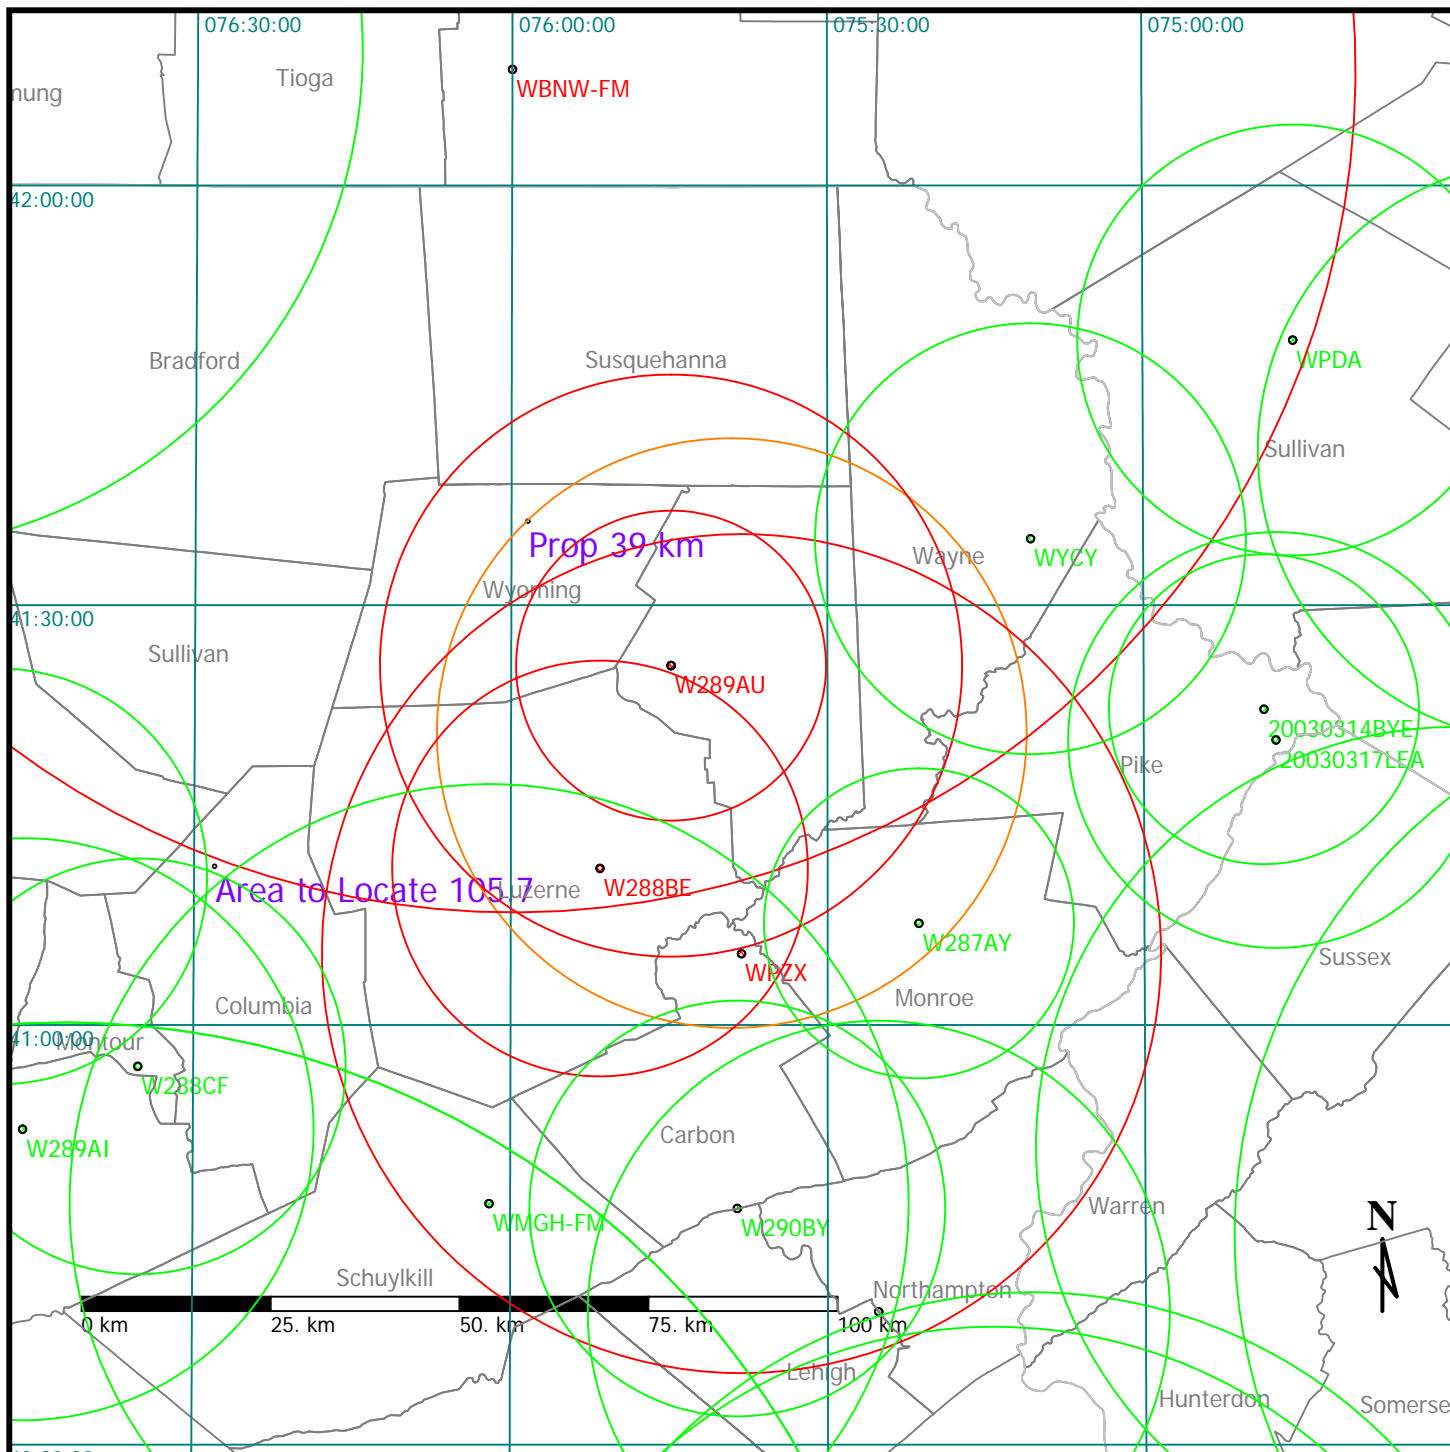 076:30:00
076:00:00
075:30:00
075:00:00
Tioga
WBNW-FM
nung
42:00:00
Bradford
Susquehanna
WPDA
Sullivan
Prop 39 km
Wayne
WYCY
Wyoming
41:30:00
Sullivan
W289AU
20030314BYE
20030317LEA
Pike
Area to Locate 105.7
Luzerne
W288BE
W287AY
Sussex
WPZX
Monroe
Columbia
41:00:00
Montour
W288CF
W289AI
Carbon
Warren
WMGH-FM
W290BY
N
Schuylkill
Northampton
0 km
25. km
50. km
75. km
100 km
Lehigh
Hunterdon
Somerse